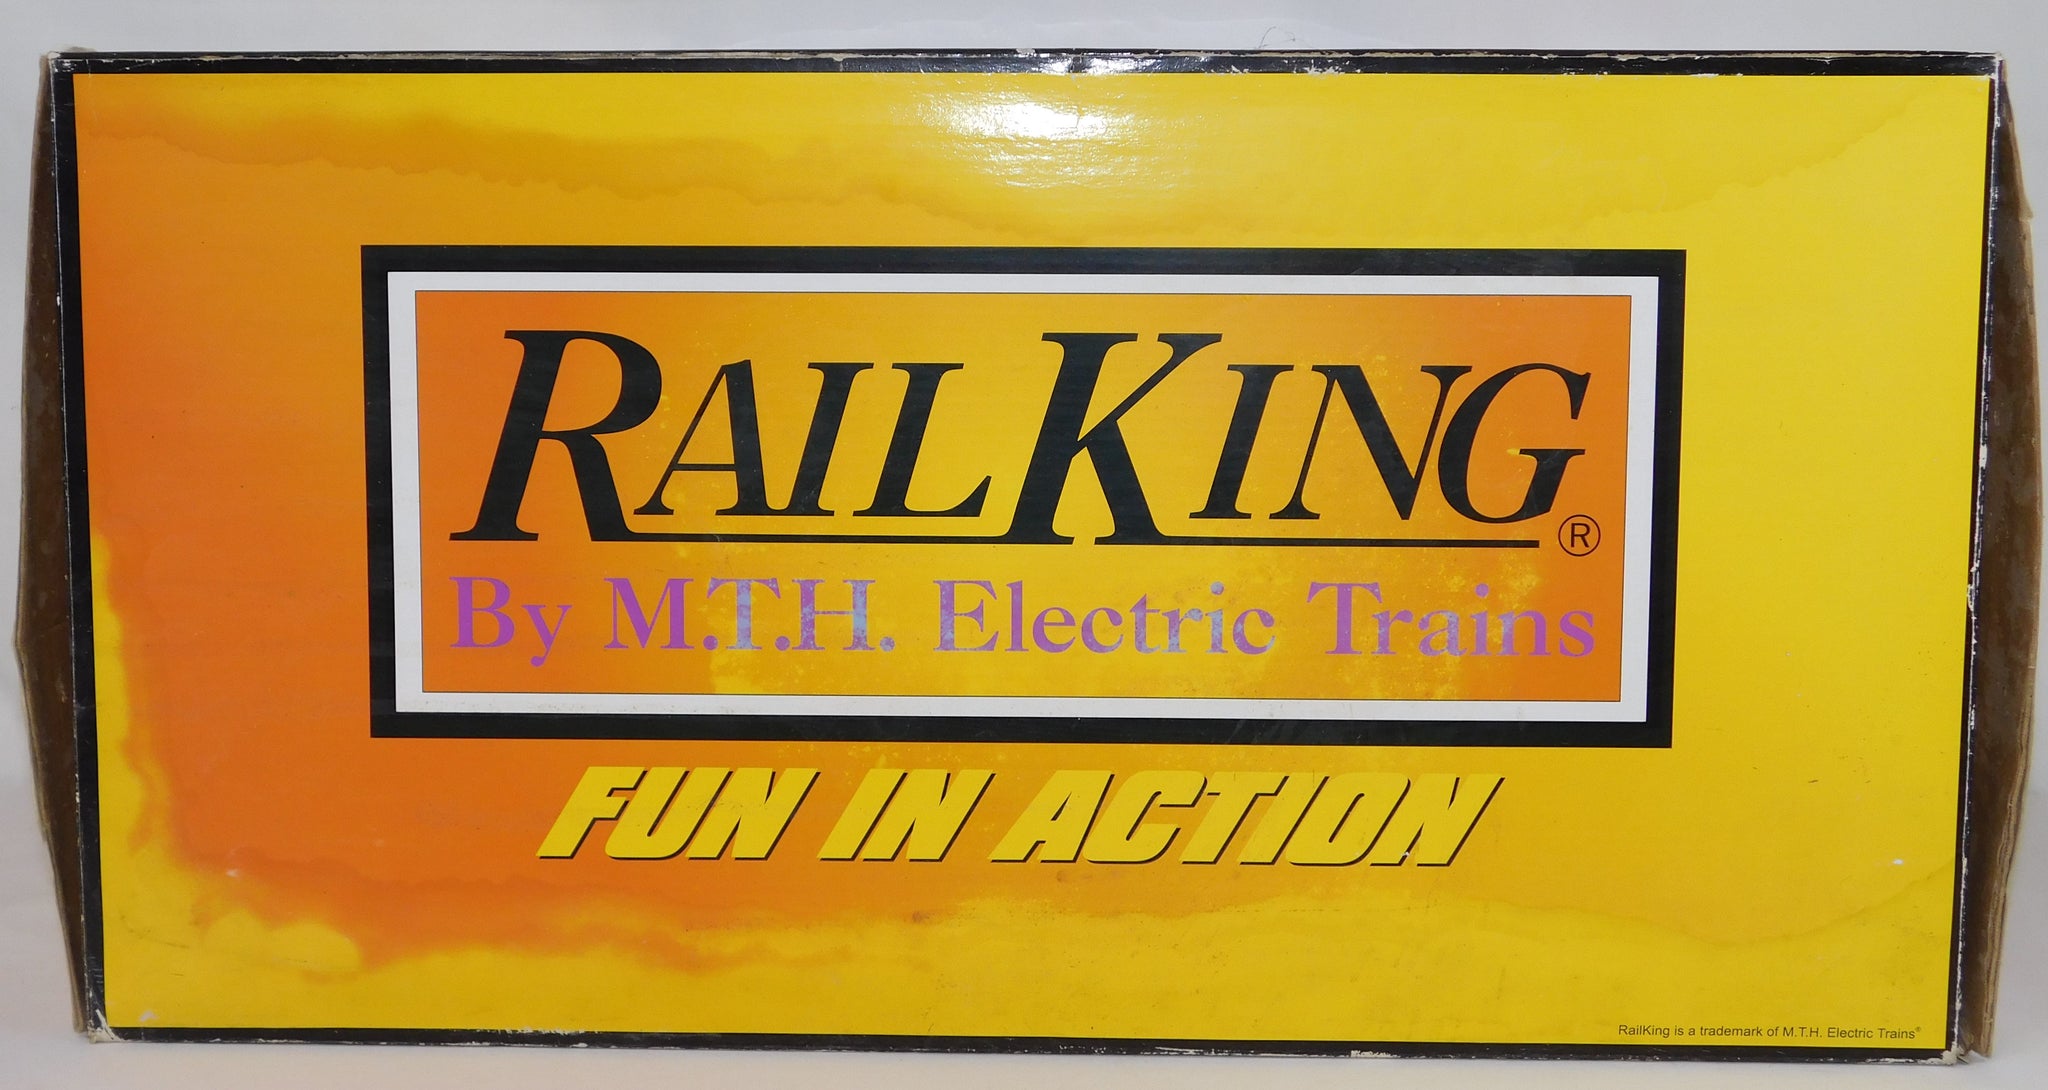 RAILKING®
By M.T.H. Electric Trains
FUN IN ACTION
RailKing is a trademark of M.T.H. Electric Trains®